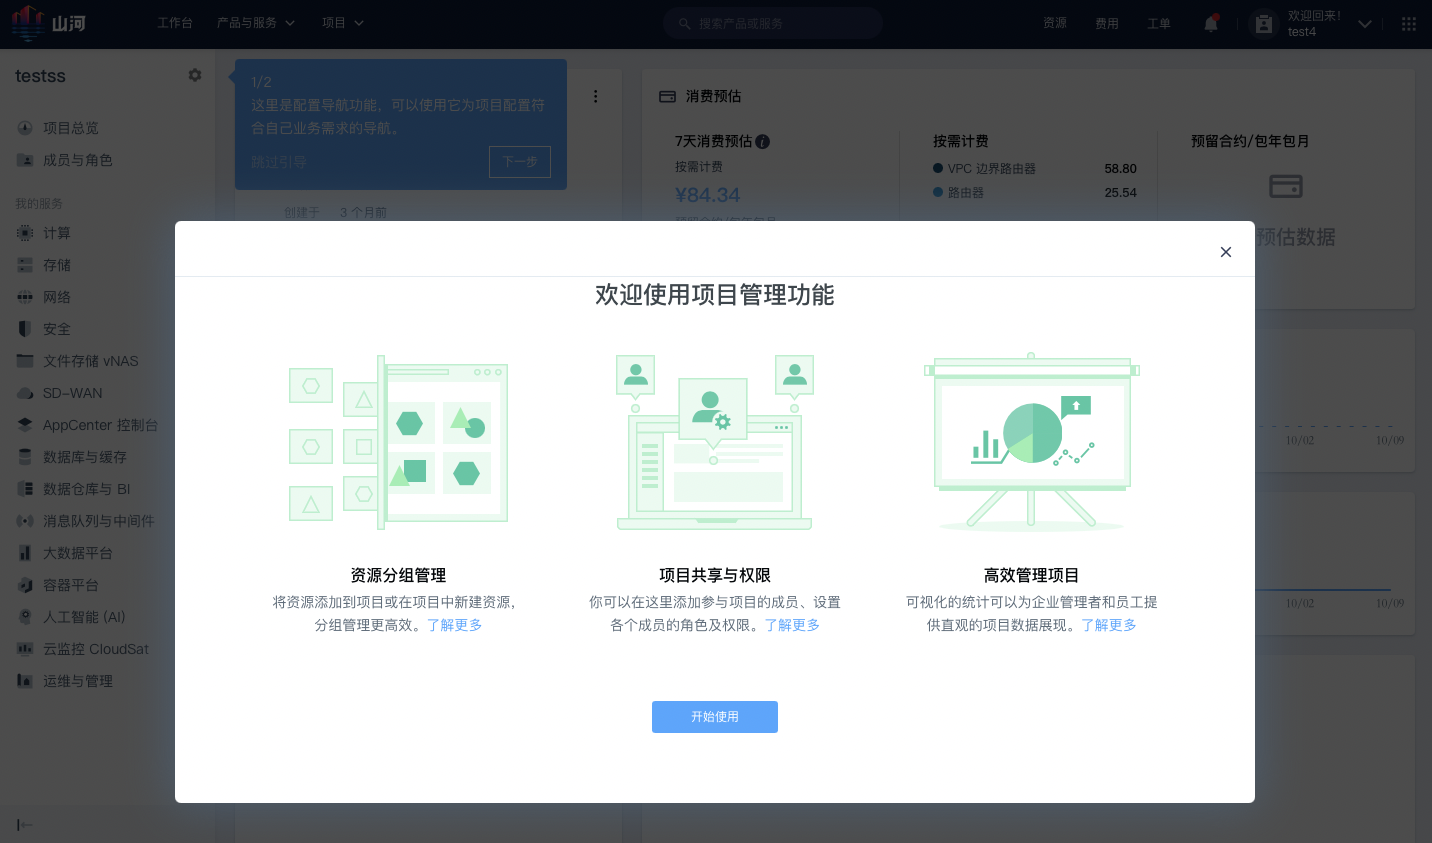 山河
工作台
产品与服务
项目
搜索产品或服务
资源
费用
工单
欢迎回来!
test4
testss
项目总览
成员与角色
我的服务
计算
存储
网络
安全
文件存储 vNAS
SD-WAN
AppCenter 控制台
数据库与缓存
数据仓库与 BI
消息队列与中间件
大数据平台
容器平台
人工智能 (AI)
云监控 CloudSat
运维与管理
1/2
这里是配置导航功能，可以使用它为项目配置符
合自己业务需求的导航。
跳过引导
下一步
创建于 3 个月前
消费预估
7天消费预估
按需计费
¥84.34
预留合约/包年包月
按需计费
VPC 边界路由器 58.80
路由器 25.54
预留合约/包年包月
预估数据
10/02 10/09
10/02 10/09
欢迎使用项目管理功能
资源分组管理
将资源添加到项目或在项目中新建资源，
分组管理更高效。了解更多
项目共享与权限
你可以在这里添加参与项目的成员、设置
各个成员的角色及权限。了解更多
高效管理项目
可视化的统计可以为企业管理者和员工提
供直观的项目数据展现。了解更多
开始使用